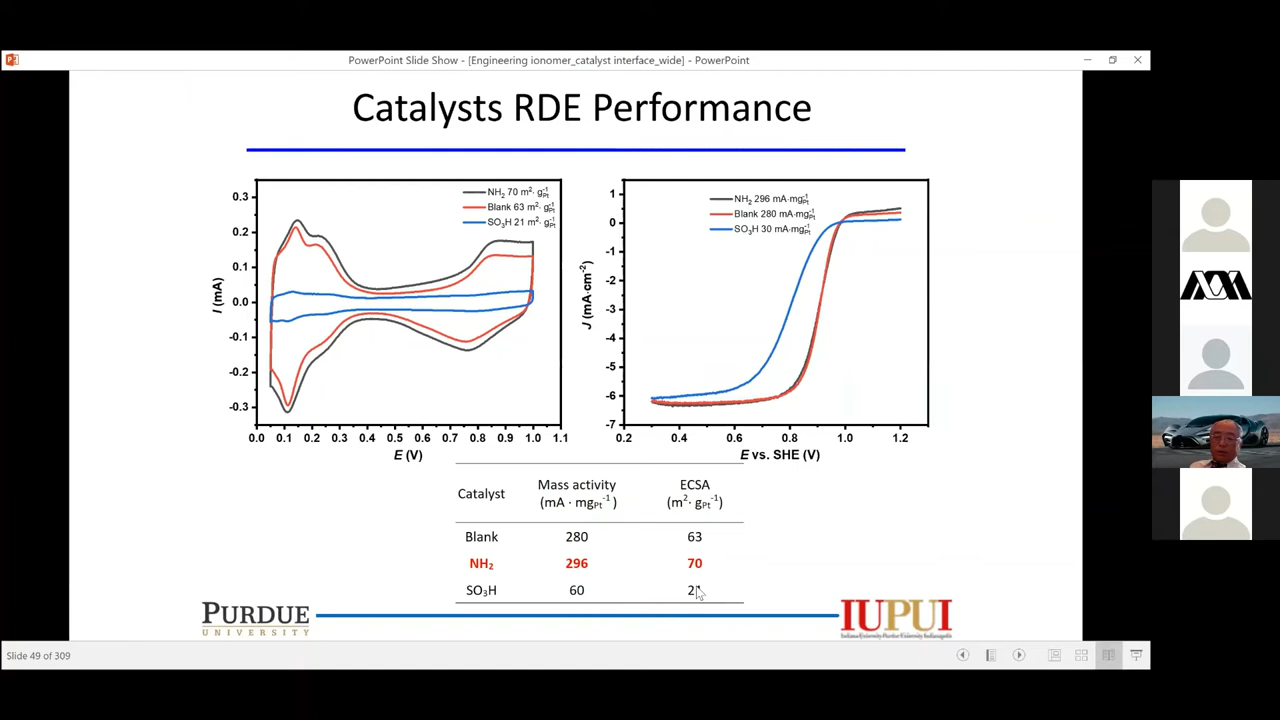 PowerPoint Slide Show - [Engineering ionomer_catalyst interface_wide] - PowerPoint
Catalysts RDE Performance
NH₂ 70 m²· g⁻¹Pt
Blank 63 m²· g⁻¹Pt
SO₃H 21 m²· g⁻¹Pt
0.3
0.2
0.1
0.0
-0.1
-0.2
-0.3
I (mA)
0.0 0.1 0.2 0.3 0.4 0.5 0.6 0.7 0.8 0.9 1.0 1.1
E (V)
NH₂ 296 mA·mg⁻¹Pt
Blank 280 mA·mg⁻¹Pt
SO₃H 30 mA·mg⁻¹Pt
1
0
-1
-2
-3
-4
-5
-6
-7
J (mA·cm⁻²)
0.2 0.4 0.6 0.8 1.0 1.2
E vs. SHE (V)
Catalyst Mass activity (mA · mgPt⁻¹) ECSA (m²· gPt⁻¹)
Blank 280 63
NH₂ 296 70
SO₃H 60
PURDUE
UNIVERSITY
IUPUI
Indiana University Purdue University Indianapolis
Slide 49 of 309